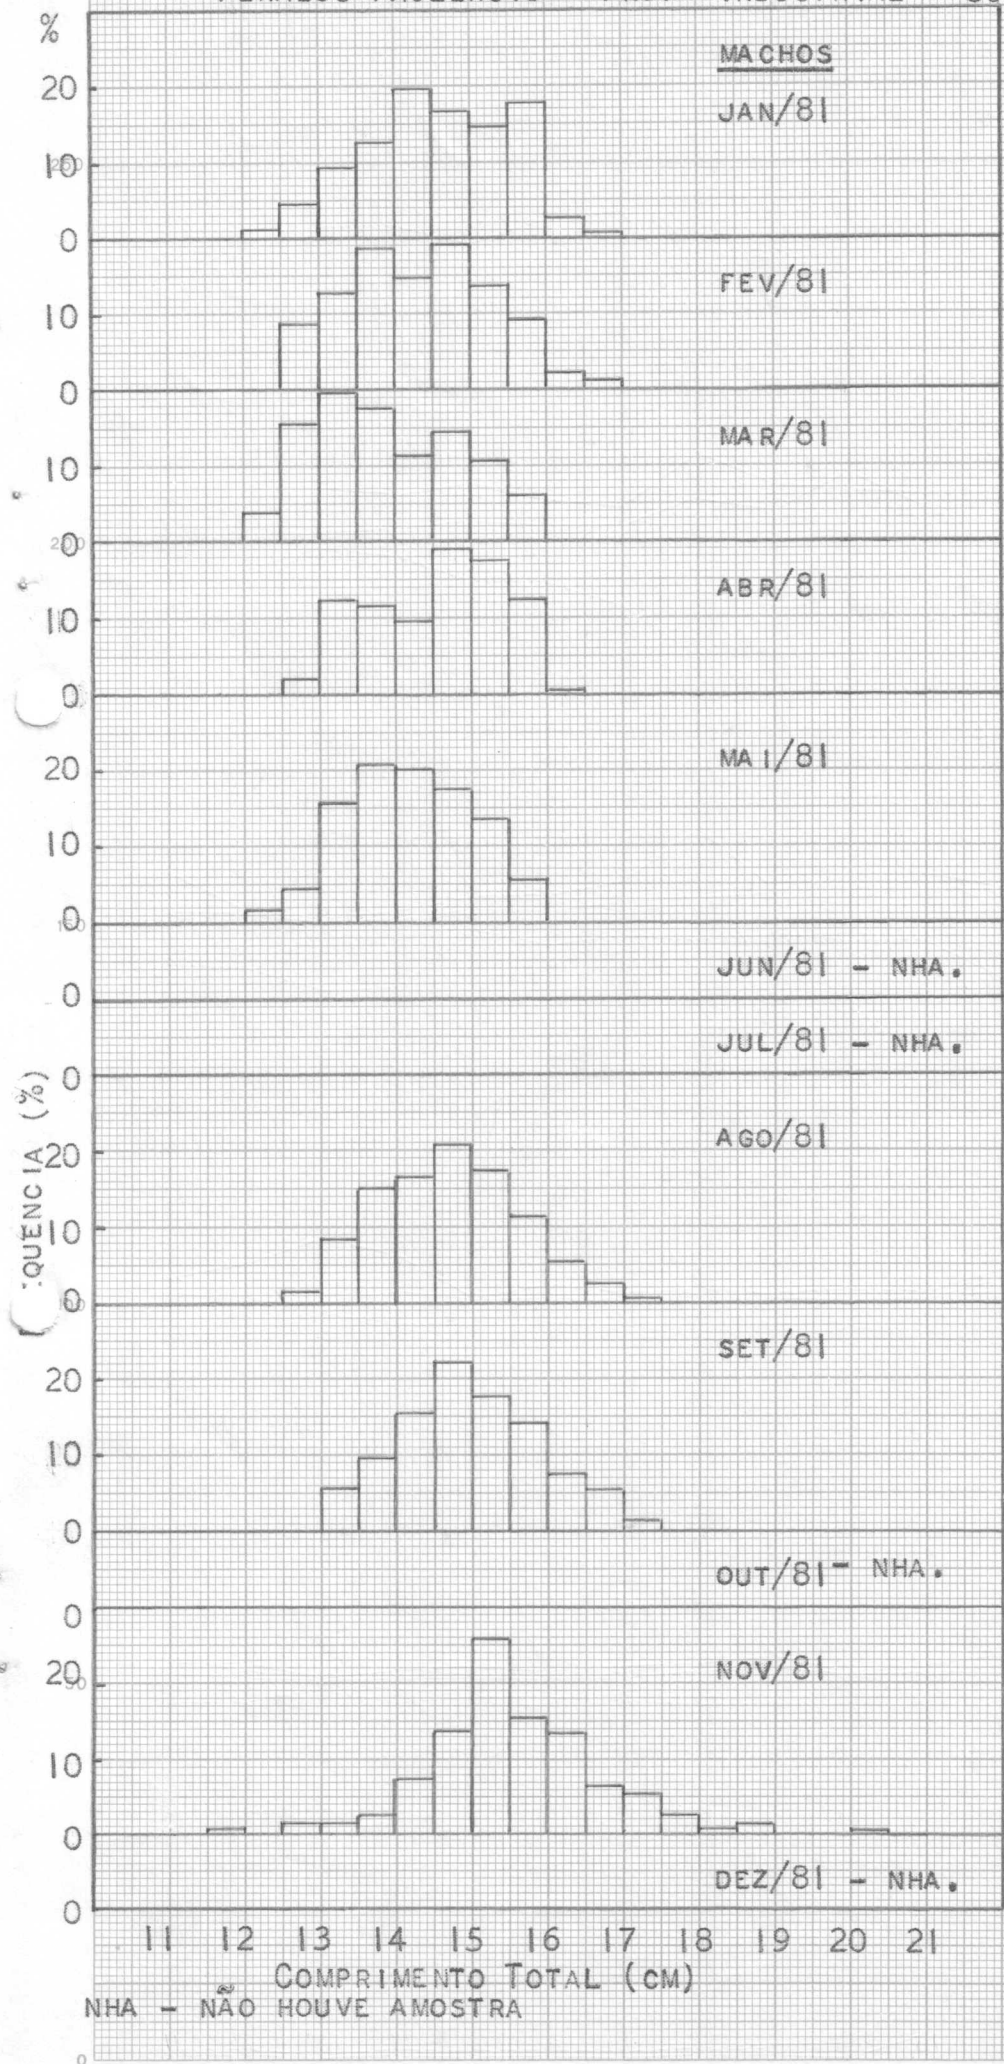 %
MACHOS
20
JAN/81
10
0
FEV/81
10
0
MAR/81
10
0
ABR/81
10
0
MAI/81
20
10
0
JUN/81 - NHA.
0
JUL/81 - NHA.
0
AGO/81
20
10
0
SET/81
20
10
0
OUT/81 - NHA.
0
NOV/81
20
10
0
DEZ/81 - NHA.
0
(%)
11 12 13 14 15 16 17 18 19 20 21
COMPRIMENTO TOTAL (CM)
NHA - NÃO HOUVE AMOSTRA